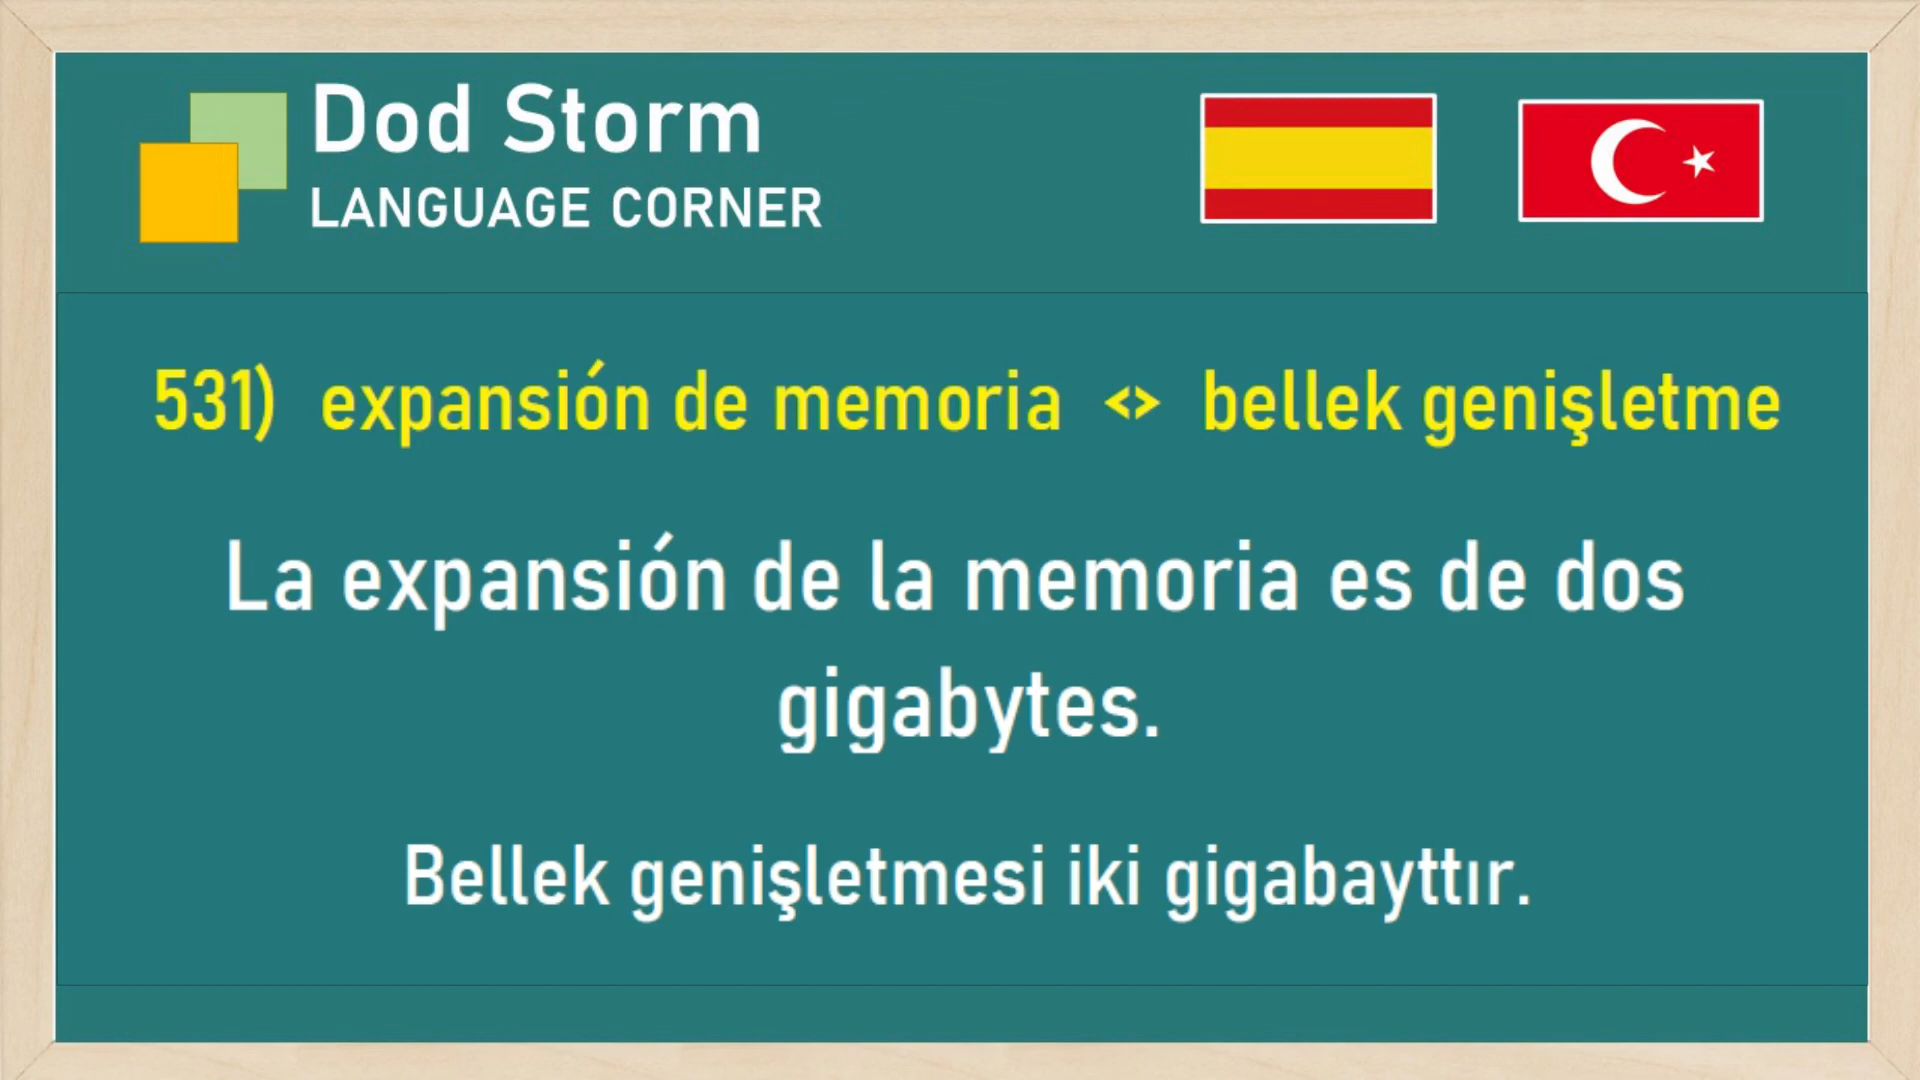 Dod Storm
LANGUAGE CORNER
531) expansión de memoria <> bellek genişletme
La expansión de la memoria es de dos
gigabytes.
Bellek genişletmesi iki gigabayttır.